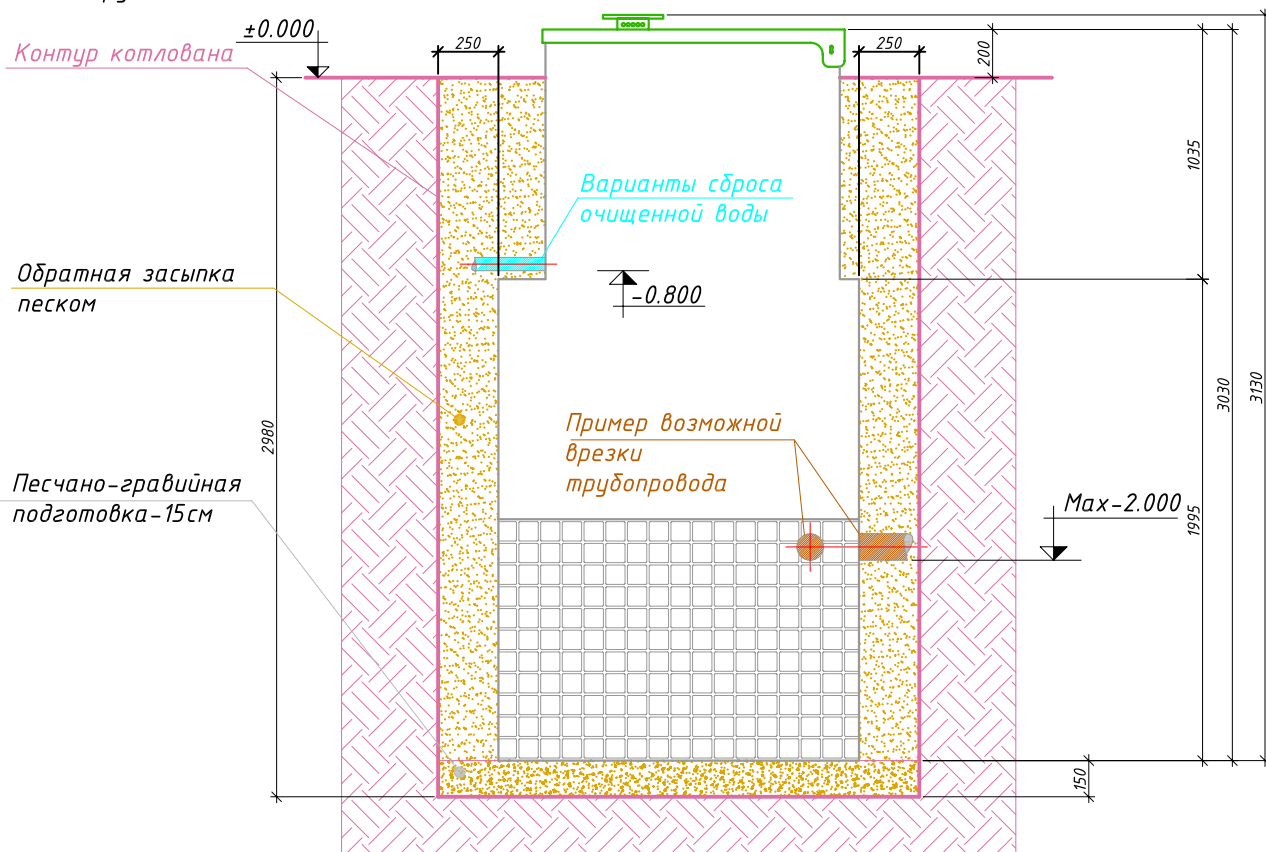 ±0.000
250
250
200
Контур котлована
1035
Варианты сброса
очищенной воды
Обратная засыпка
песком
-0.800
3030
3130
2980
Пример возможной
врезки
трубопровода
Песчано-гравийная
подготовка-15см
Max-2.000
1995
150